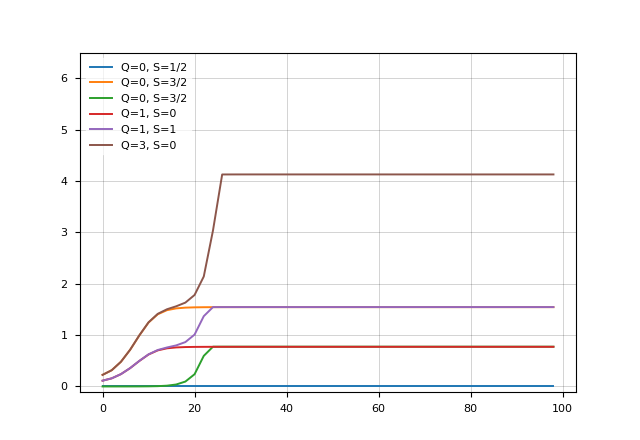 Q=0, S=1/2
Q=0, S=3/2
Q=0, S=3/2
Q=1, S=0
Q=1, S=1
Q=3, S=0
6
5
4
3
2
1
0
0 20 40 60 80 100